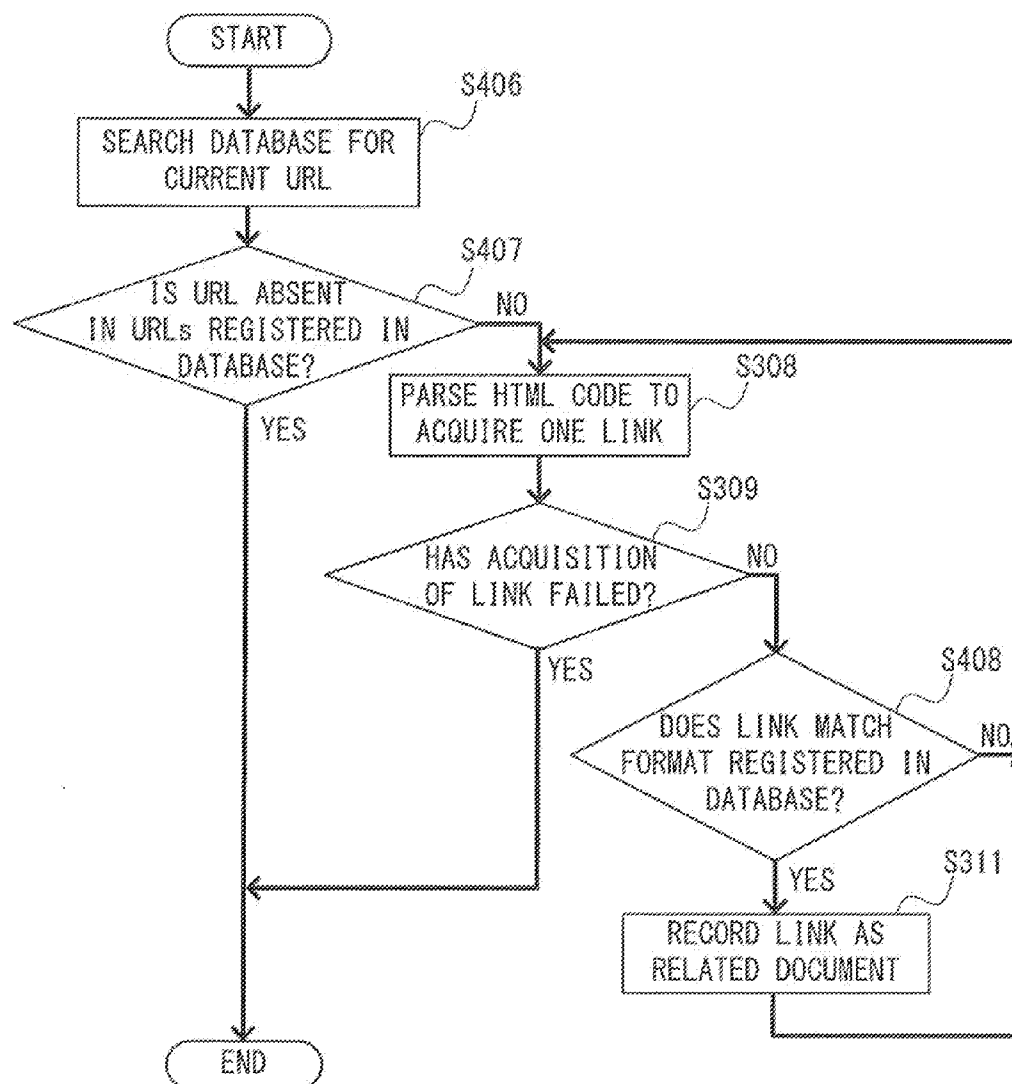 START
S406
SEARCH DATABASE FOR
CURRENT URL
S407
IS URL ABSENT
IN URLs REGISTERED IN
DATABASE?
NO
YES
S308
PARSE HTML CODE TO
ACQUIRE ONE LINK
S309
HAS ACQUISITION
OF LINK FAILED?
NO
YES
S408
DOES LINK MATCH
FORMAT REGISTERED IN
DATABASE?
NO
YES
S311
RECORD LINK AS
RELATED DOCUMENT
END